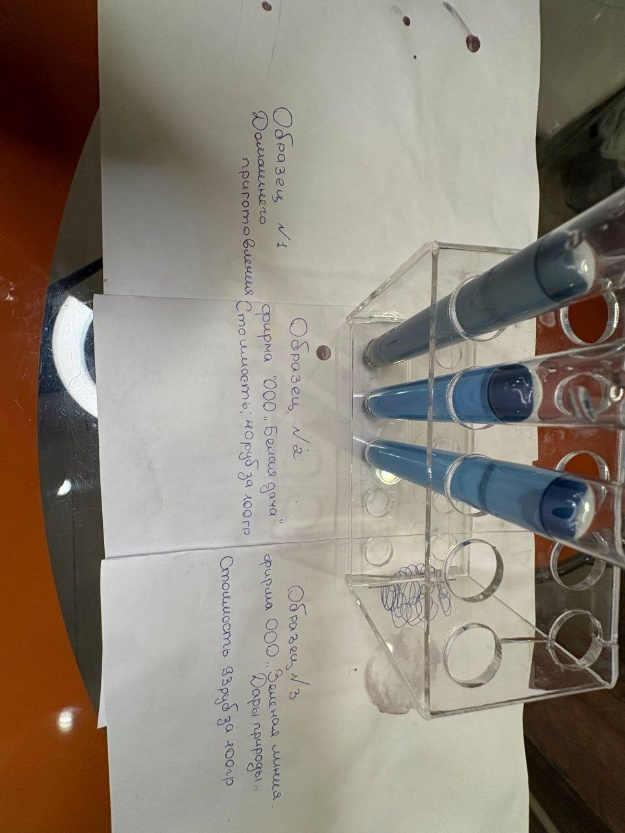 Образец №1
Домашнего
приготовления
Образец №2
фирма "ООО „Белая дача"
Стоимость: 40руб за 100гр
Образец №3
фирма ООО „Зеленая линия.
Дары природы"
Стоимость 93руб за 100гр